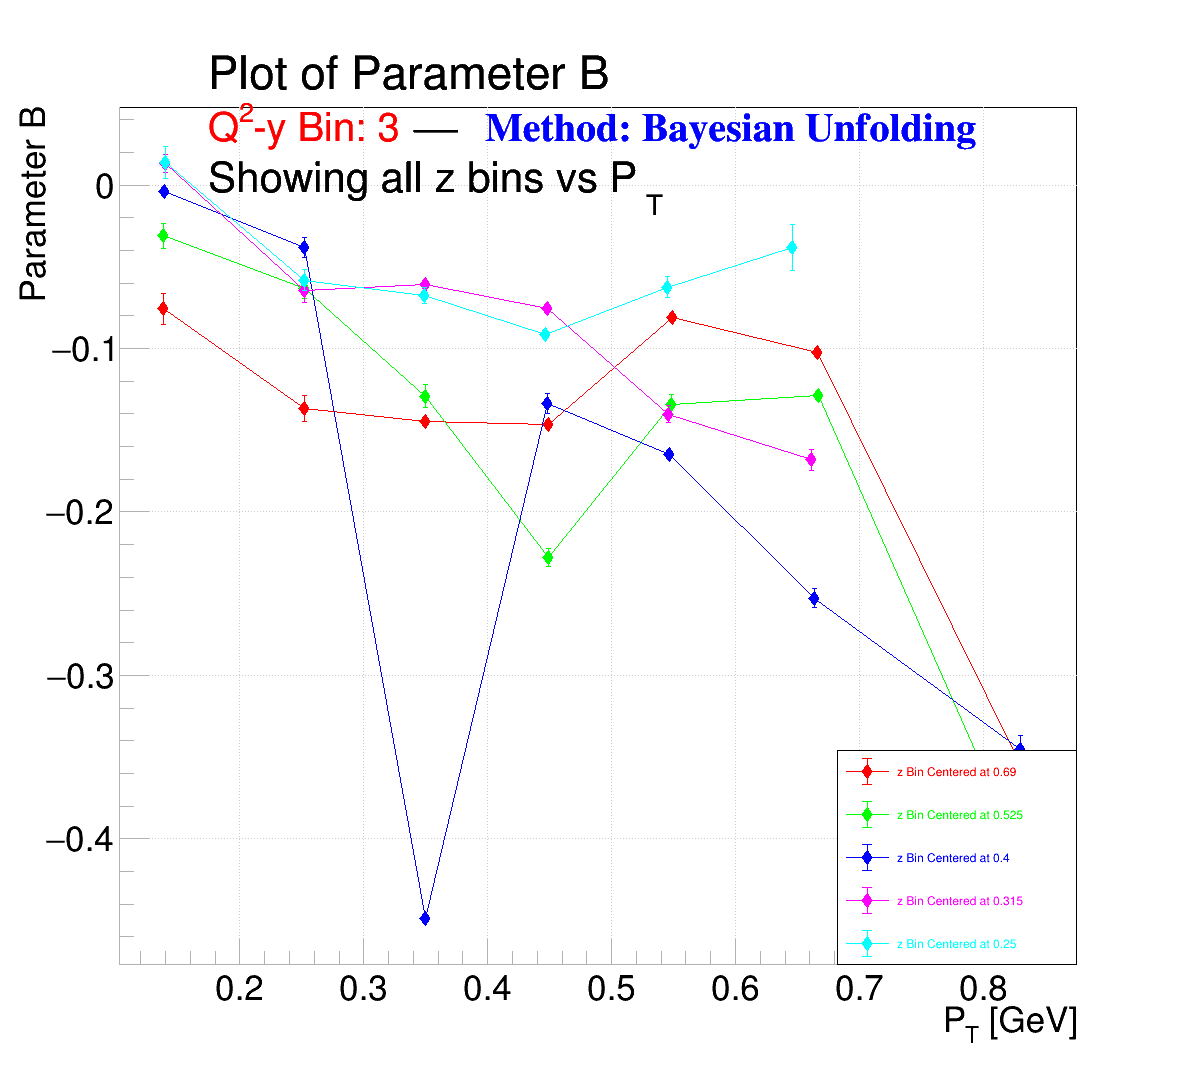 Plot of Parameter B
Q²-y Bin: 3 — Method: Bayesian Unfolding
Showing all z bins vs P_T
Parameter B
0
−0.1
−0.2
−0.3
−0.4
z Bin Centered at 0.69
z Bin Centered at 0.525
z Bin Centered at 0.4
z Bin Centered at 0.315
z Bin Centered at 0.25
0.2 0.3 0.4 0.5 0.6 0.7 0.8
P_T [GeV]